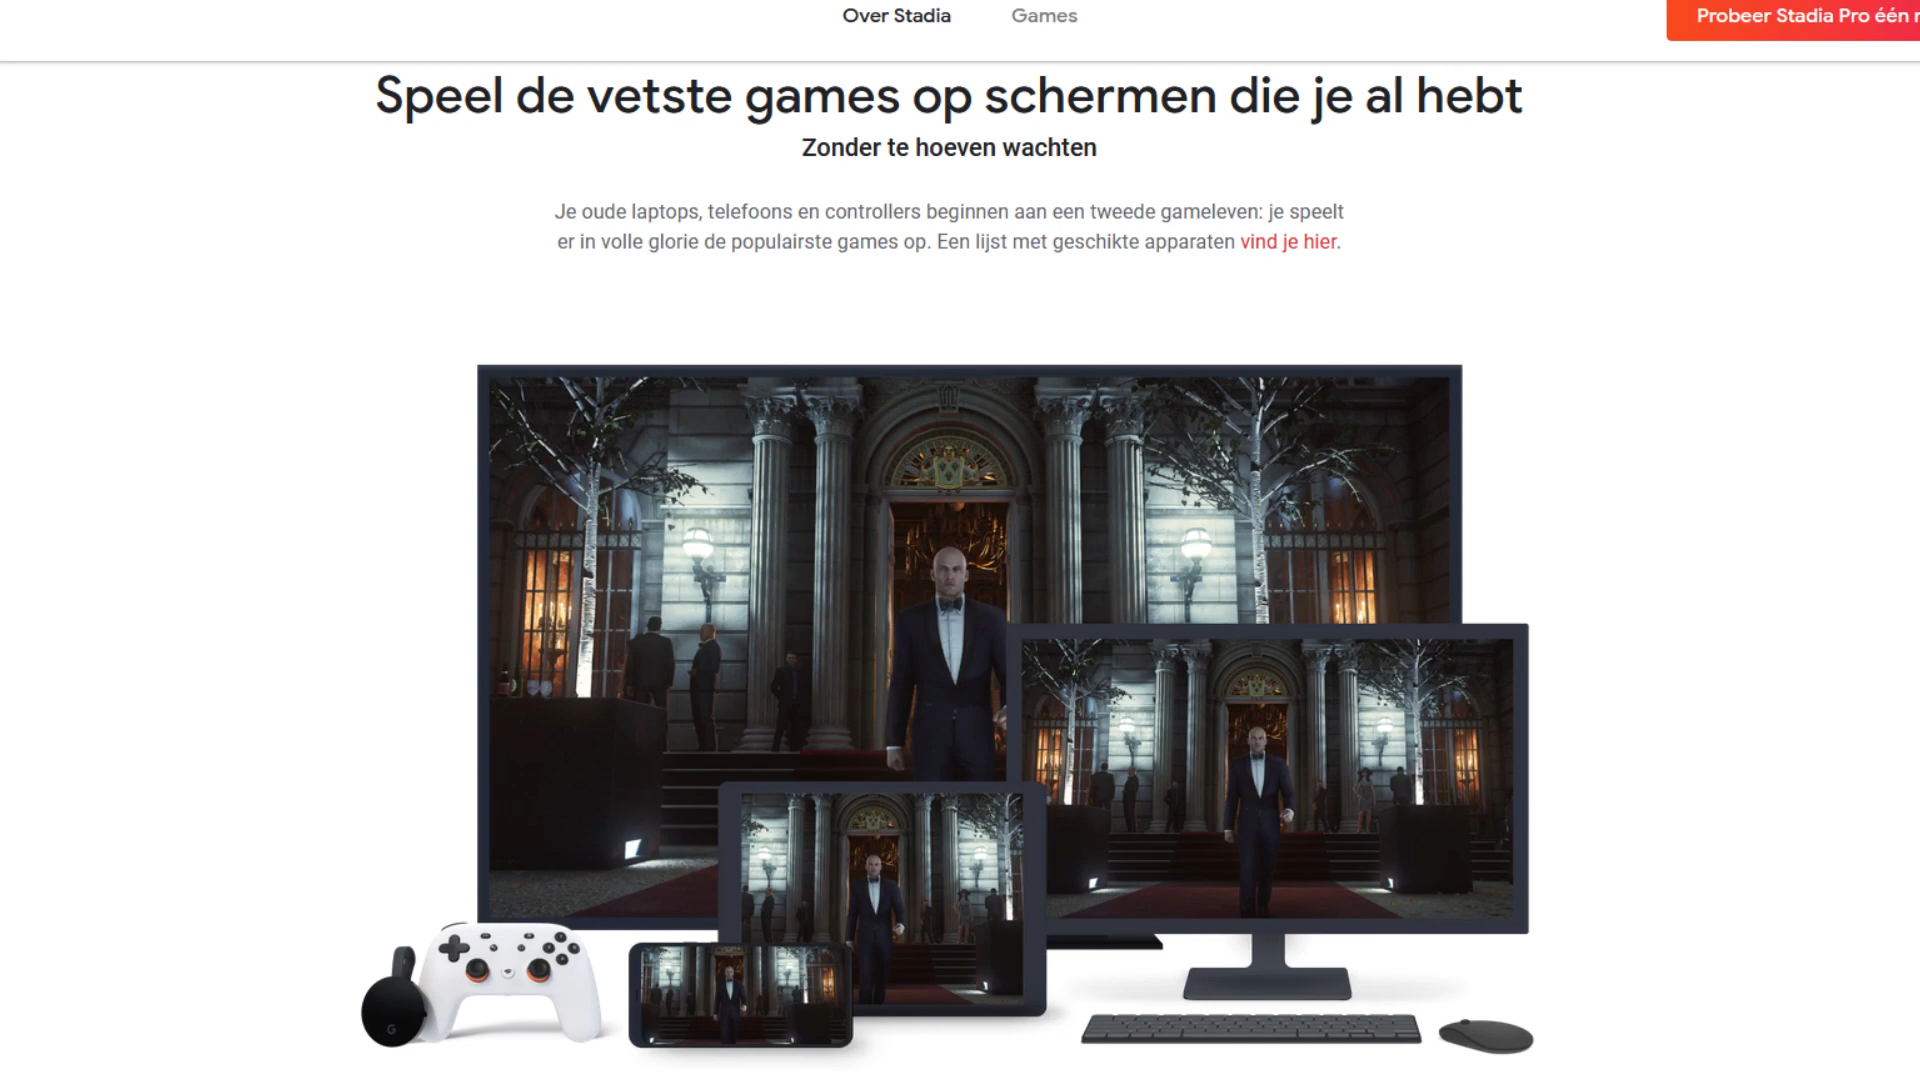 Over Stadia
Games
Probeer Stadia Pro één
Speel de vetste games op schermen die je al hebt
Zonder te hoeven wachten
Je oude laptops, telefoons en controllers beginnen aan een tweede gameleven: je speelt
er in volle glorie de populairste games op. Een lijst met geschikte apparaten vind je hier.
G